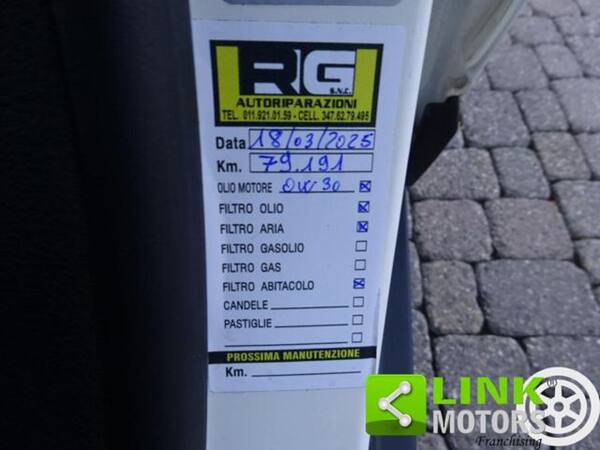 RG
S.N.C.
AUTORIPARAZIONI
TEL. 011.921.01.59 - CELL. 347.62.79.495
Data 18/03/2025
Km. 79.191
OLIO MOTORE 0W30
FILTRO OLIO
FILTRO ARIA
FILTRO GASOLIO
FILTRO GAS
FILTRO ABITACOLO
CANDELE
PASTIGLIE
PROSSIMA MANUTENZIONE
Km.
LINK
MOTORS
Franchising